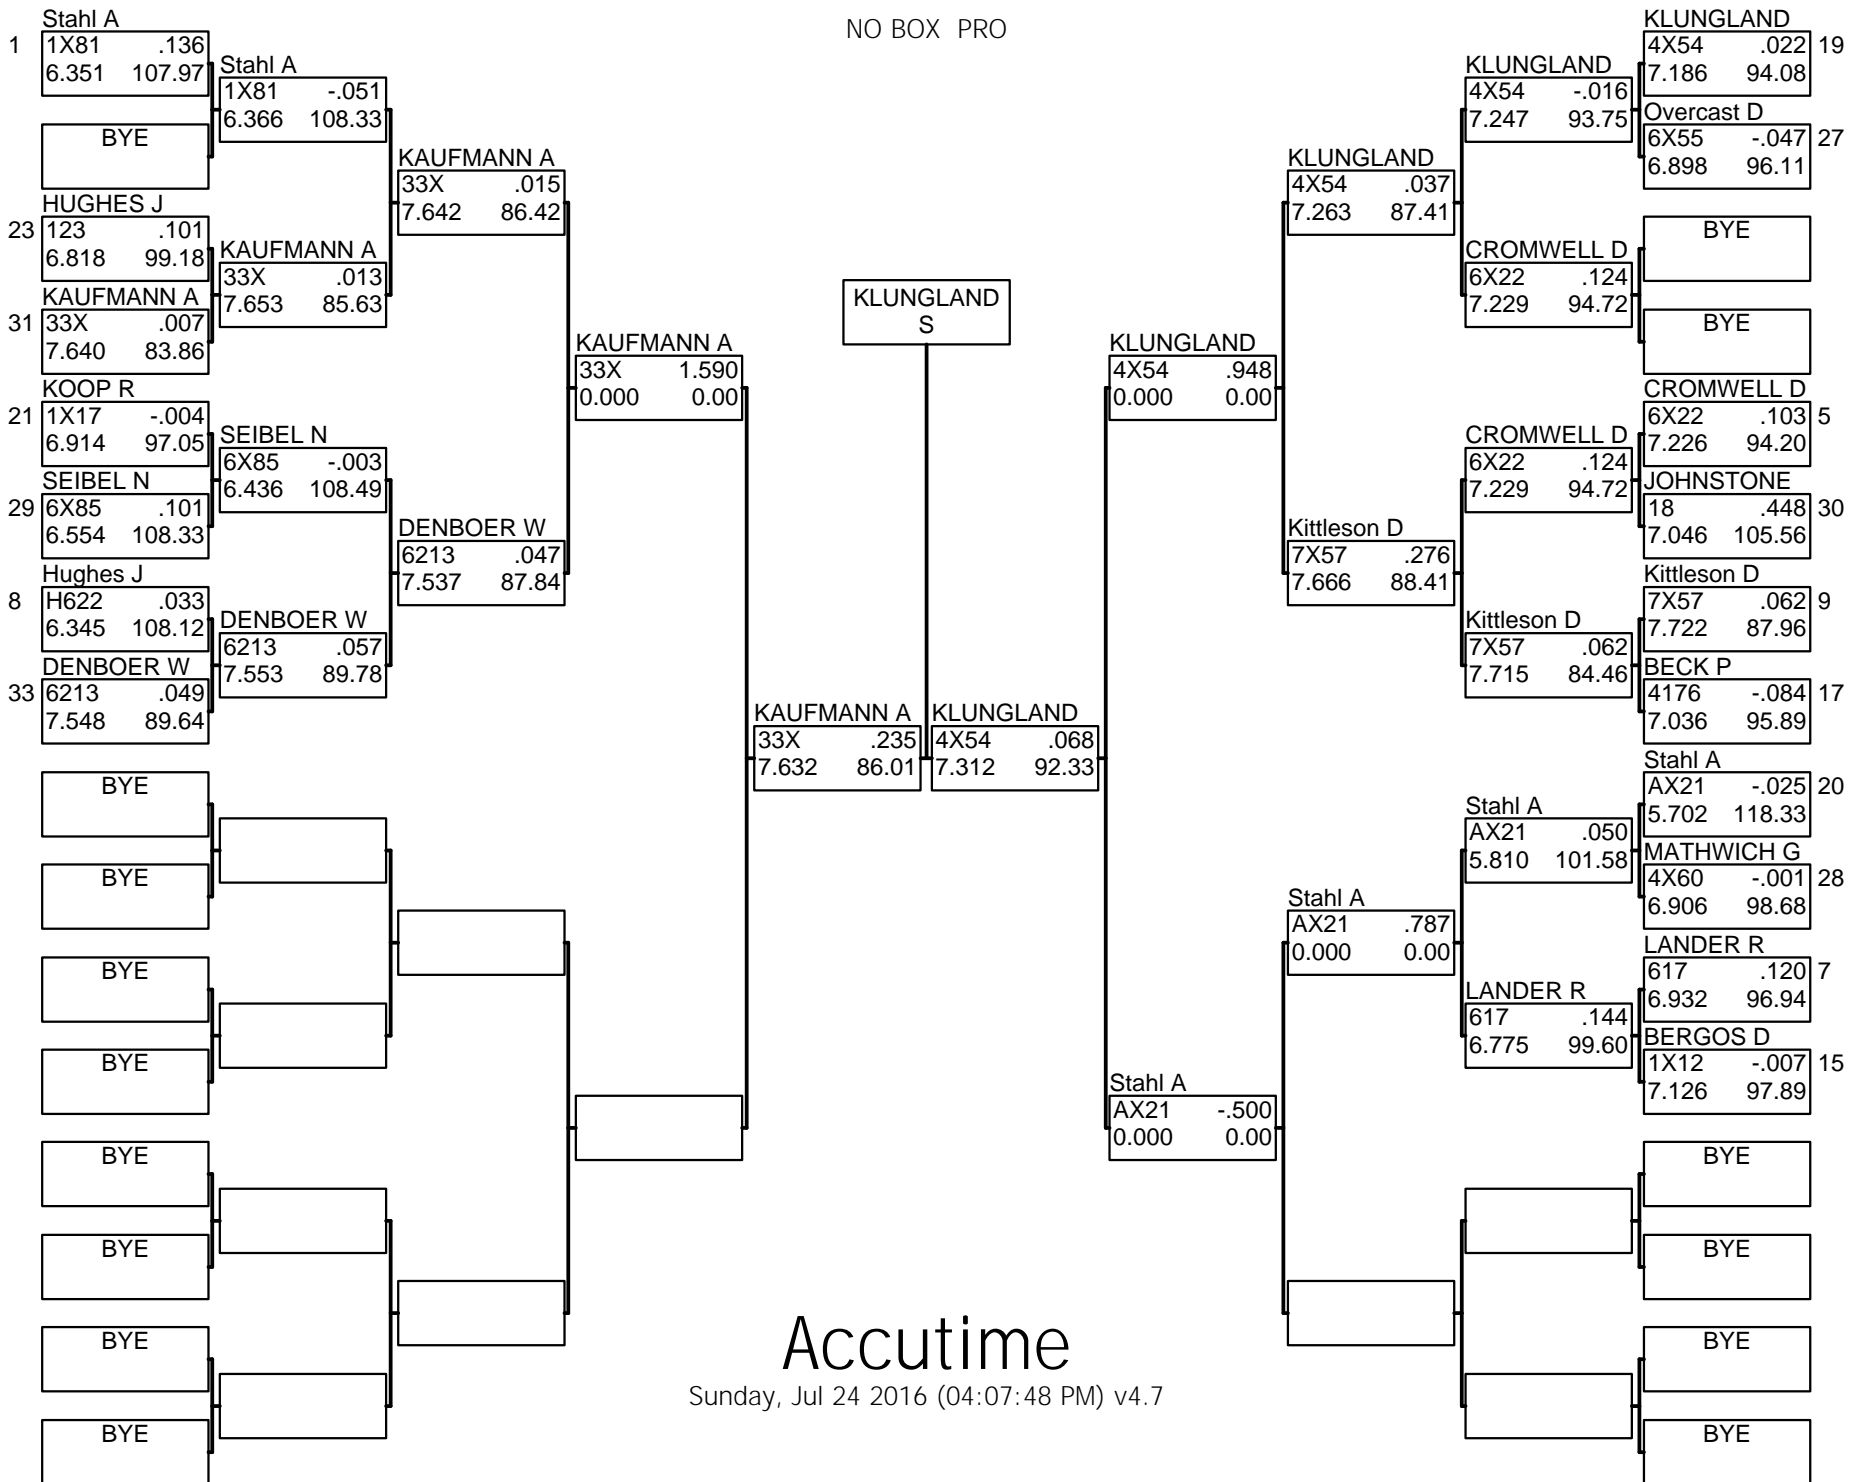 NO BOX PRO
Stahl A
1 1X81 .136
6.351 107.97
BYE
HUGHES J
23 123 .101
6.818 99.18
KAUFMANN A
31 33X .007
7.640 83.86
KOOP R
21 1X17 -.004
6.914 97.05
SEIBEL N
29 6X85 .101
6.554 108.33
Hughes J
8 H622 .033
6.345 108.12
DENBOER W
33 6213 .049
7.548 89.64
BYE
BYE
BYE
BYE
BYE
BYE
BYE
BYE
Stahl A
1X81 -.051
6.366 108.33
KAUFMANN A
33X .013
7.653 85.63
SEIBEL N
6X85 -.003
6.436 108.49
DENBOER W
6213 .057
7.553 89.78
KAUFMANN A
33X .015
7.642 86.42
DENBOER W
6213 .047
7.537 87.84
KAUFMANN A
33X 1.590
0.000 0.00
KAUFMANN A
33X .235
7.632 86.01
KLUNGLAND
S
KLUNGLAND
4X54 .068
7.312 92.33
KLUNGLAND
4X54 .948
0.000 0.00
Stahl A
AX21 -.500
0.000 0.00
KLUNGLAND
4X54 .037
7.263 87.41
Kittleson D
7X57 .276
7.666 88.41
Stahl A
AX21 .787
0.000 0.00
KLUNGLAND
4X54 -.016
7.247 93.75
CROMWELL D
6X22 .124
7.229 94.72
CROMWELL D
6X22 .124
7.229 94.72
Kittleson D
7X57 .062
7.715 84.46
Stahl A
AX21 .050
5.810 101.58
LANDER R
617 .144
6.775 99.60
KLUNGLAND
4X54 .022 19
7.186 94.08
Overcast D
6X55 -.047 27
6.898 96.11
BYE
BYE
CROMWELL D
6X22 .103 5
7.226 94.20
JOHNSTONE
18 .448 30
7.046 105.56
Kittleson D
7X57 .062 9
7.722 87.96
BECK P
4176 -.084 17
7.036 95.89
Stahl A
AX21 -.025 20
5.702 118.33
MATHWICH G
4X60 -.001 28
6.906 98.68
LANDER R
617 .120 7
6.932 96.94
BERGOS D
1X12 -.007 15
7.126 97.89
BYE
BYE
BYE
BYE
Accutime
Sunday, Jul 24 2016 (04:07:48 PM) v4.7